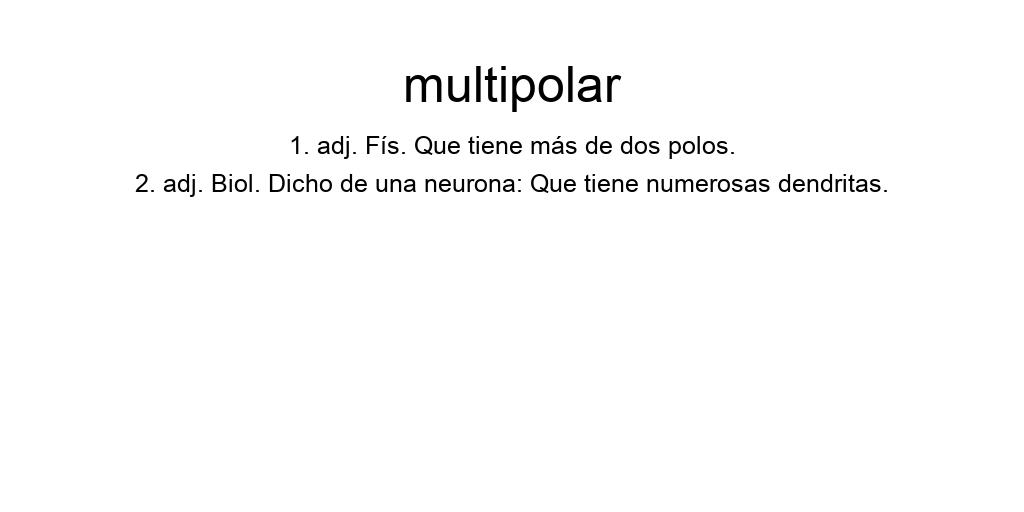 multipolar
1. adj. Fís. Que tiene más de dos polos.
2. adj. Biol. Dicho de una neurona: Que tiene numerosas dendritas.